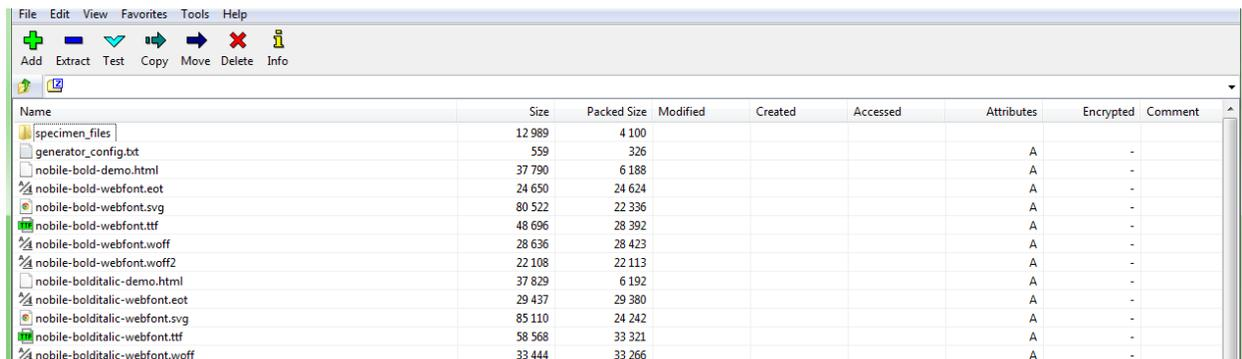 File Edit View Favorites Tools Help
Add Extract Test Copy Move Delete Info
Name Size Packed Size Modified Created Accessed Attributes Encrypted Comment
specimen_files 12 989 4 100
generator_config.txt 559 326 A -
nobile-bold-demo.html 37 790 6 188 A -
nobile-bold-webfont.eot 24 650 24 624 A -
nobile-bold-webfont.svg 80 522 22 336 A -
nobile-bold-webfont.ttf 48 696 28 392 A -
nobile-bold-webfont.woff 28 636 28 423 A -
nobile-bold-webfont.woff2 22 108 22 113 A -
nobile-bolditalic-demo.html 37 829 6 192 A -
nobile-bolditalic-webfont.eot 29 437 29 380 A -
nobile-bolditalic-webfont.svg 85 110 24 242 A -
nobile-bolditalic-webfont.ttf 58 568 33 321 A -
nobile-bolditalic-webfont.woff 33 444 33 266 A -